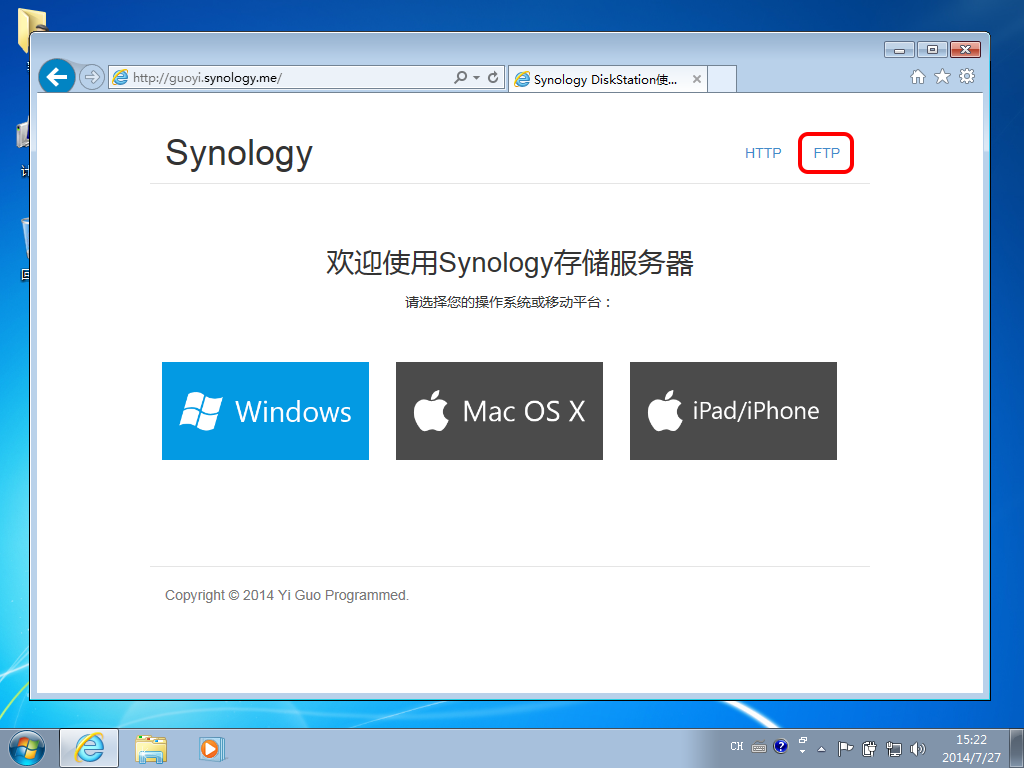 http://guoyi.synology.me/
Synology DiskStation使...
Synology
HTTP
FTP
欢迎使用Synology存储服务器
请选择您的操作系统或移动平台：
Windows
Mac OS X
iPad/iPhone
Copyright © 2014 Yi Guo Programmed.
CH
15:22
2014/7/27